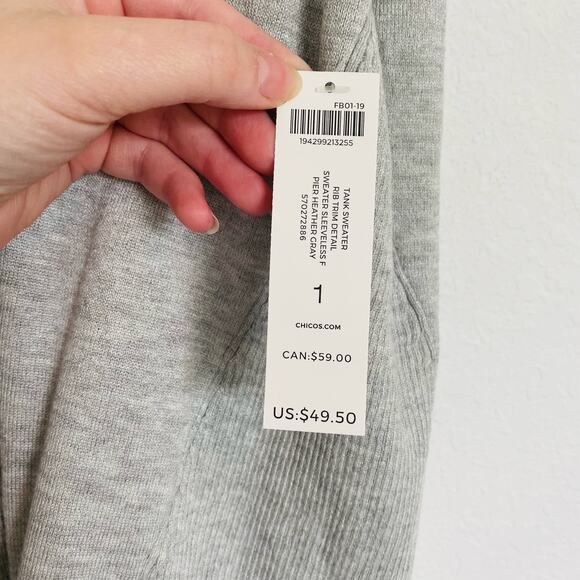 FB01-19
194299213255
TANK SWEATER
RIB TRIM DETAIL
SWEATER SLEEVELESS F
PIER HEATHER GRAY
570272886
1
CHICOS.COM
CAN:$59.00
US:$49.50